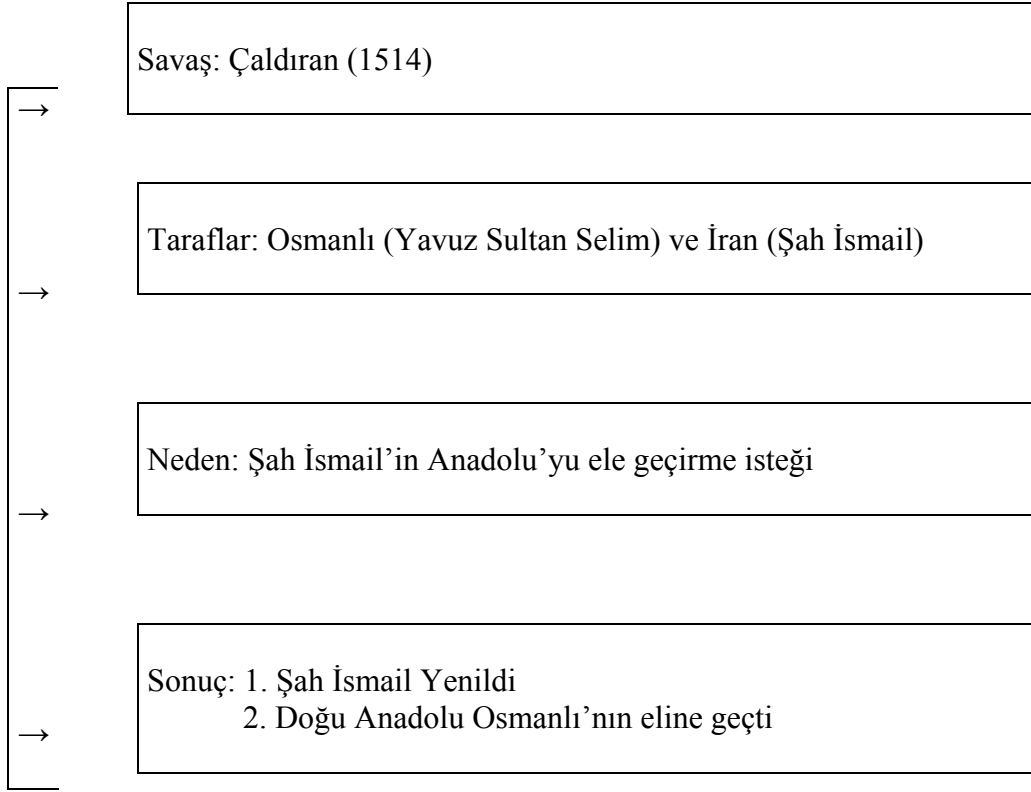 Savaş: Çaldıran (1514)
→
Taraflar: Osmanlı (Yavuz Sultan Selim) ve İran (Şah İsmail)
→
Neden: Şah İsmail’in Anadolu’yu ele geçirme isteği
→
Sonuç: 1. Şah İsmail Yenildi
2. Doğu Anadolu Osmanlı’nın eline geçti
→